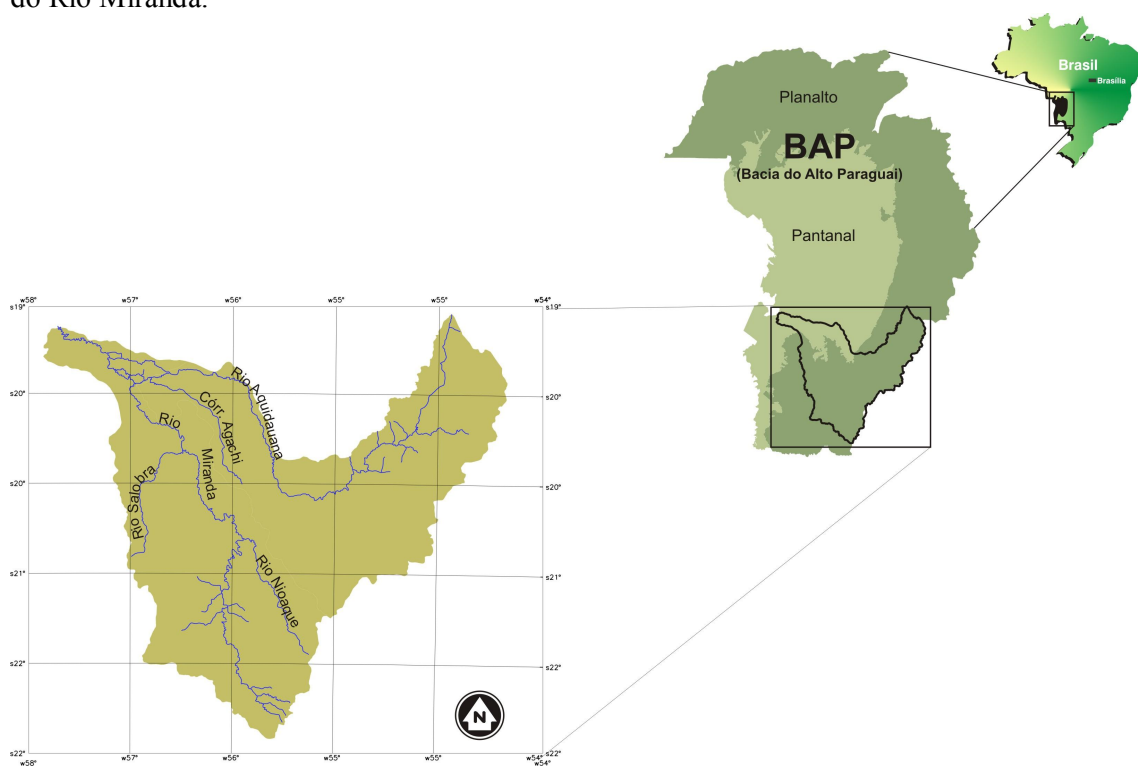 do Rio Miranda.
Brasil
Brasília
Planalto
BAP
(Bacia do Alto Paraguai)
Pantanal
w58° w57° w56° w55° w55° w54°
s19° s19°
s20° s20°
s20° s20°
s21° s21°
s22° s22°
s22° s22°
w58° w57° w56° w55° w55° w54°
w54°
Rio Aquidauana
Córr. Agachi
Rio
Miranda
Rio Salobra
Rio Nioaque
N